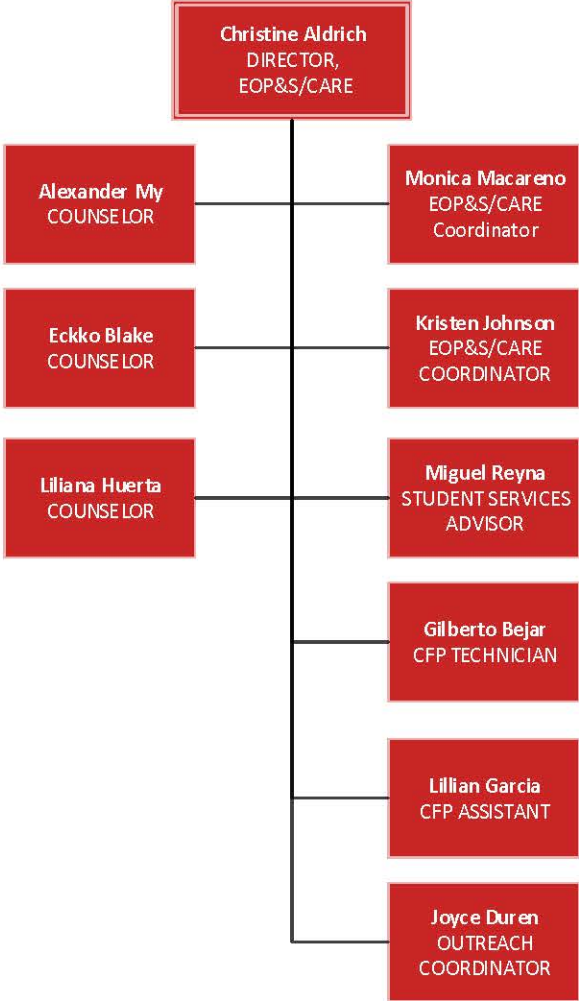 Christine Aldrich
DIRECTOR,
EOP&S/CARE
Alexander My
COUNSELOR
Monica Macareno
EOP&S/CARE
Coordinator
Eckko Blake
COUNSELOR
Kristen Johnson
EOP&S/CARE
COORDINATOR
Liliana Huerta
COUNSELOR
Miguel Reyna
STUDENT SERVICES
ADVISOR
Gilberto Bejar
CFP TECHNICIAN
Lillian Garcia
CFP ASSISTANT
Joyce Duren
OUTREACH
COORDINATOR